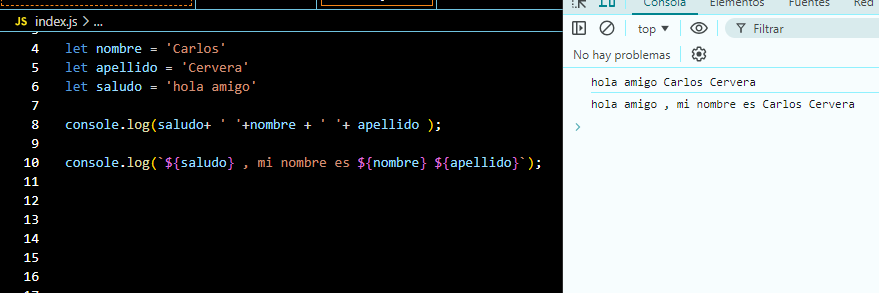 JS index.js > ...
4 let nombre = 'Carlos'
5 let apellido = 'Cervera'
6 let saludo = 'hola amigo'
7
8 console.log(saludo+ ' '+nombre + ' '+ apellido );
9
10 console.log(`${saludo} , mi nombre es ${nombre} ${apellido}`);
11
12
13
14
15
16
Consola Elementos Fuentes Red
top Filtrar
No hay problemas
hola amigo Carlos Cervera
hola amigo , mi nombre es Carlos Cervera
>